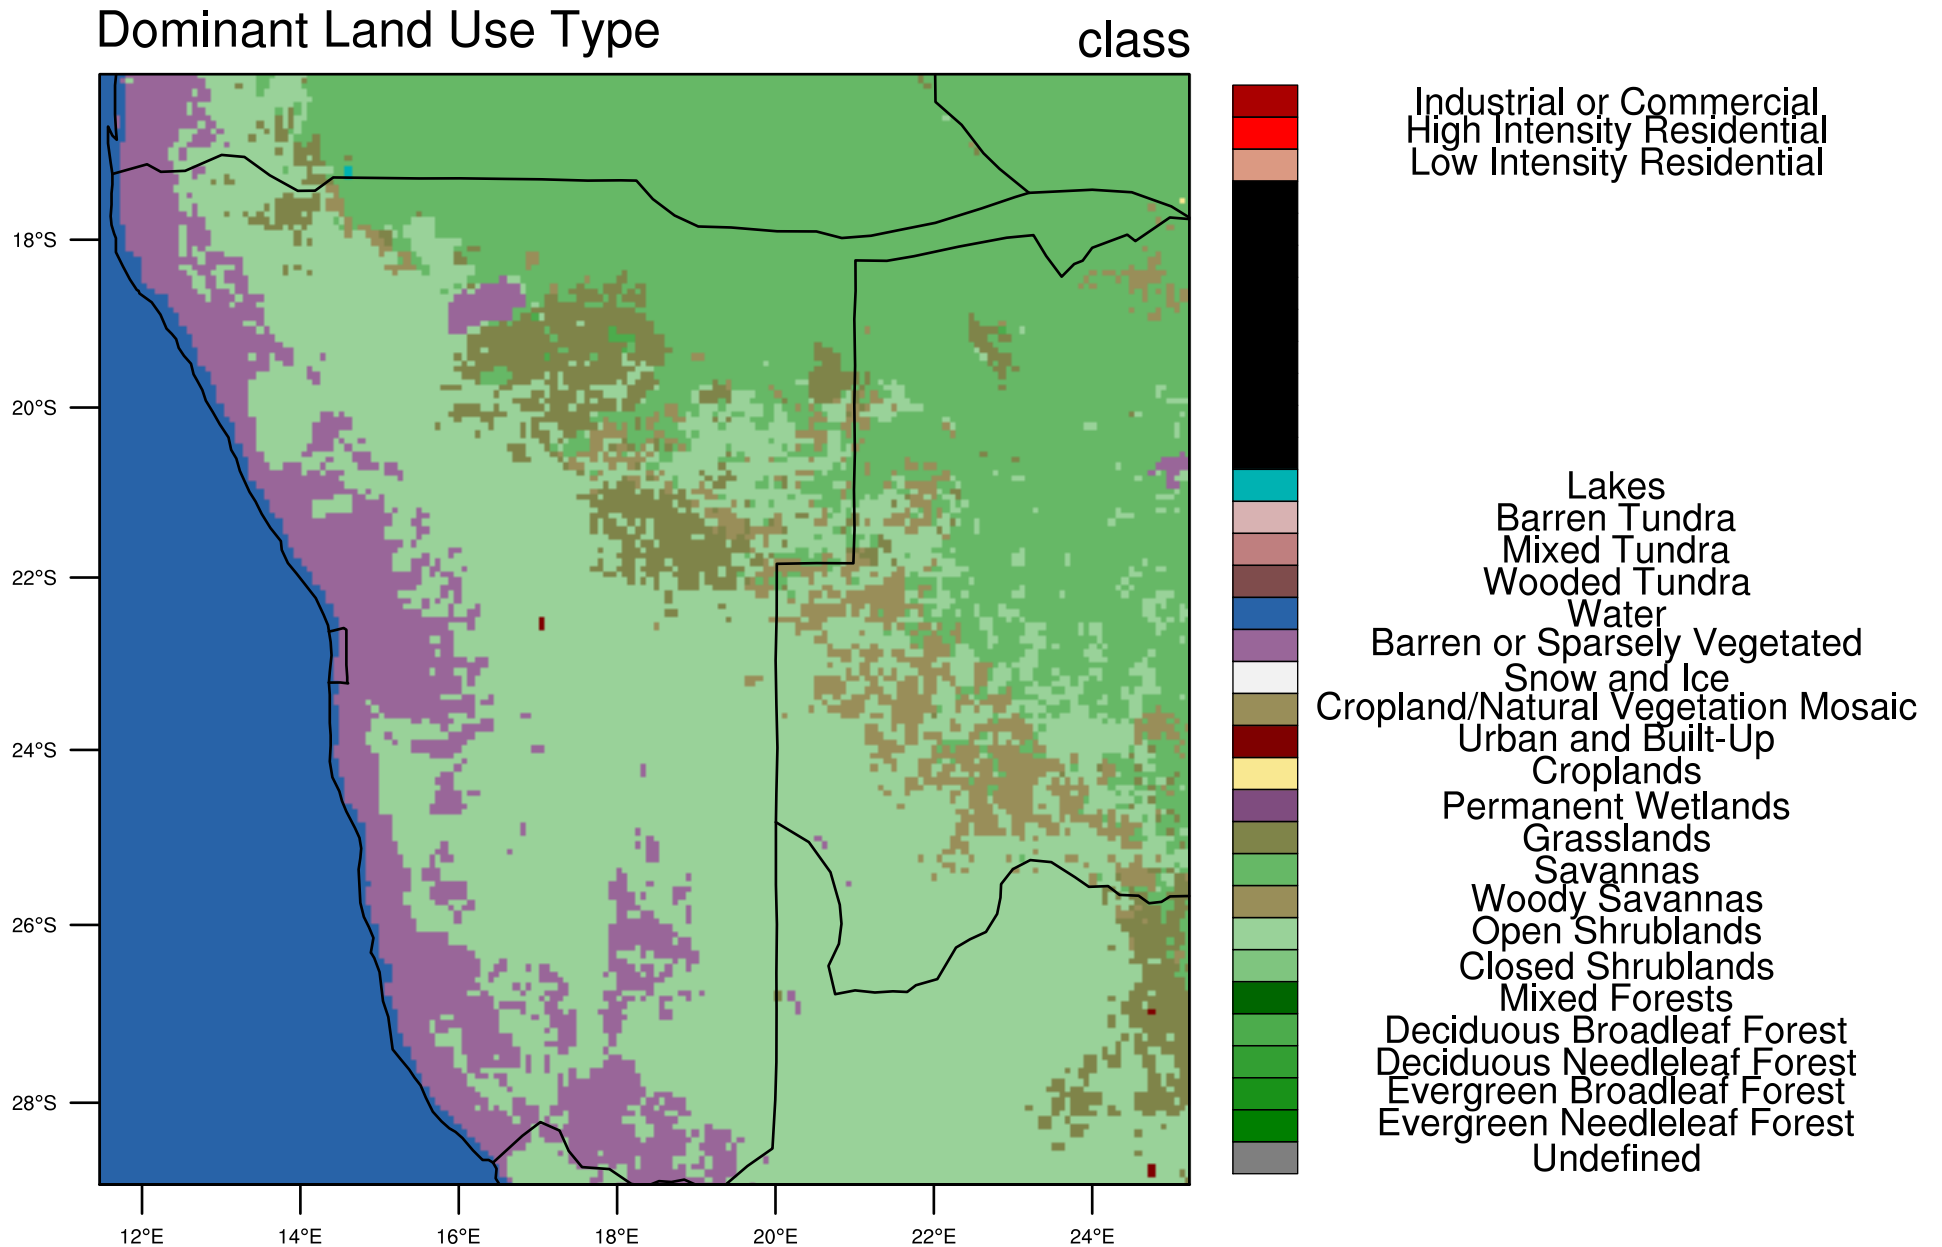 Dominant Land Use Type
class
18°S
20°S
22°S
24°S
26°S
28°S
12°E
14°E
16°E
18°E
20°E
22°E
24°E
Industrial or Commercial
High Intensity Residential
Low Intensity Residential
Lakes
Barren Tundra
Mixed Tundra
Wooded Tundra
Water
Barren or Sparsely Vegetated
Snow and Ice
Cropland/Natural Vegetation Mosaic
Urban and Built-Up
Croplands
Permanent Wetlands
Grasslands
Savannas
Woody Savannas
Open Shrublands
Closed Shrublands
Mixed Forests
Deciduous Broadleaf Forest
Deciduous Needleleaf Forest
Evergreen Broadleaf Forest
Evergreen Needleleaf Forest
Undefined